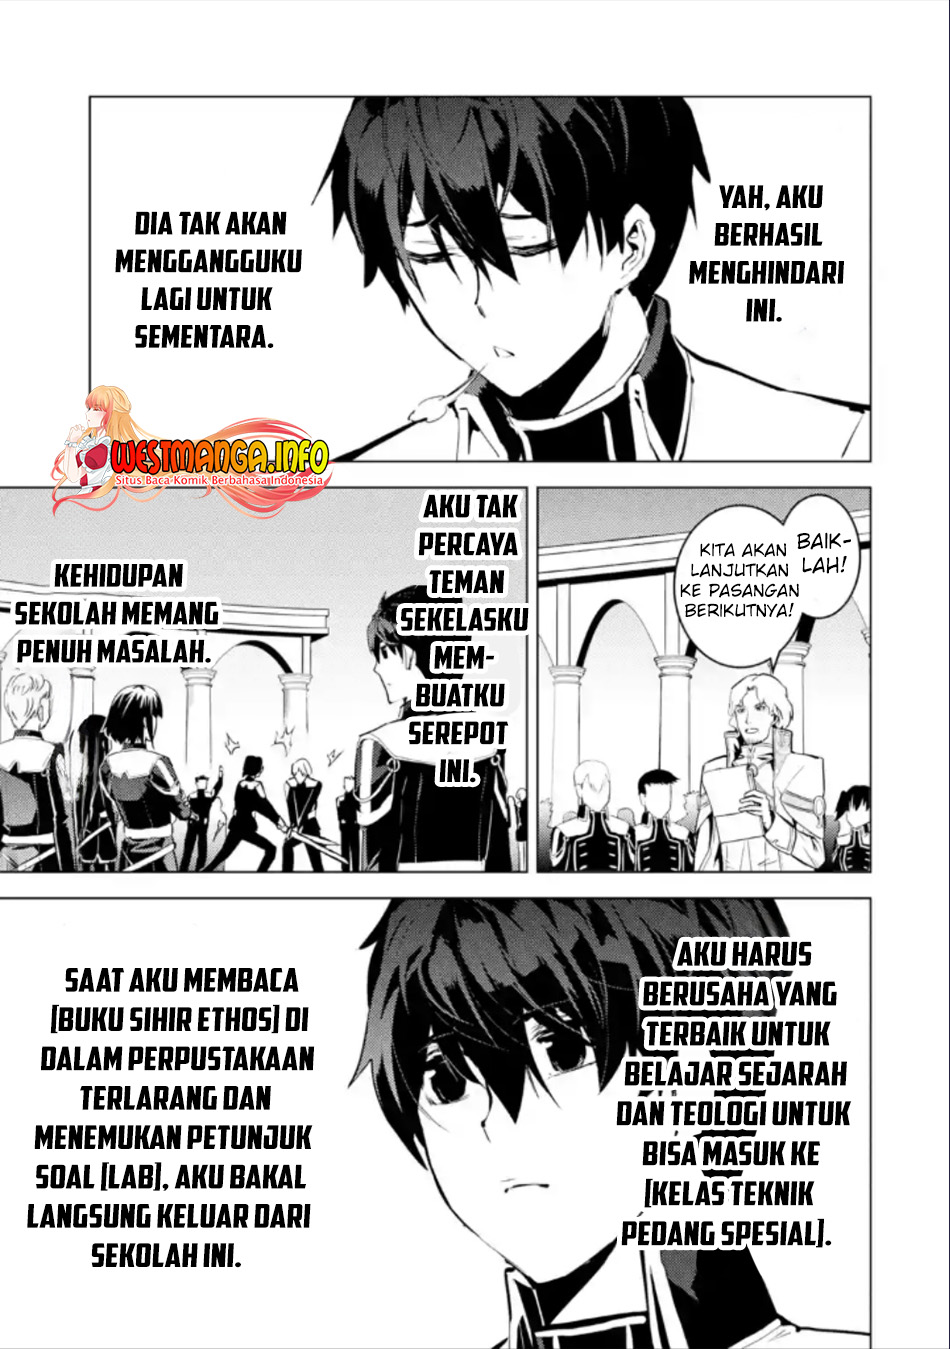 YAH, AKU
BERHASIL
MENGHINDARI
INI.
DIA TAK AKAN
MENGGANGGUKU
LAGI UNTUK
SEMENTARA.
WESTMANGA.INFO
Situs Baca Komik Berbahasa Indonesia
BAIK-
LAH!
KITA AKAN
LANJUTKAN
KE PASANGAN
BERIKUTNYA!
AKU TAK
PERCAYA
TEMAN
SEKELASKU
MEM-
BUATKU
SEREPOT
INI.
KEHIDUPAN
SEKOLAH MEMANG
PENUH MASALAH.
AKU HARUS
BERUSAHA YANG
TERBAIK UNTUK
BELAJAR SEJARAH
DAN TEOLOGI UNTUK
BISA MASUK KE
[KELAS TEKNIK
PEDANG SPESIAL].
SAAT AKU MEMBACA
[BUKU SIHIR ETHOS] DI
DALAM PERPUSTAKAAN
TERLARANG DAN
MENEMUKAN PETUNJUK
SOAL [LAB], AKU BAKAL
LANGSUNG KELUAR DARI
SEKOLAH INI.